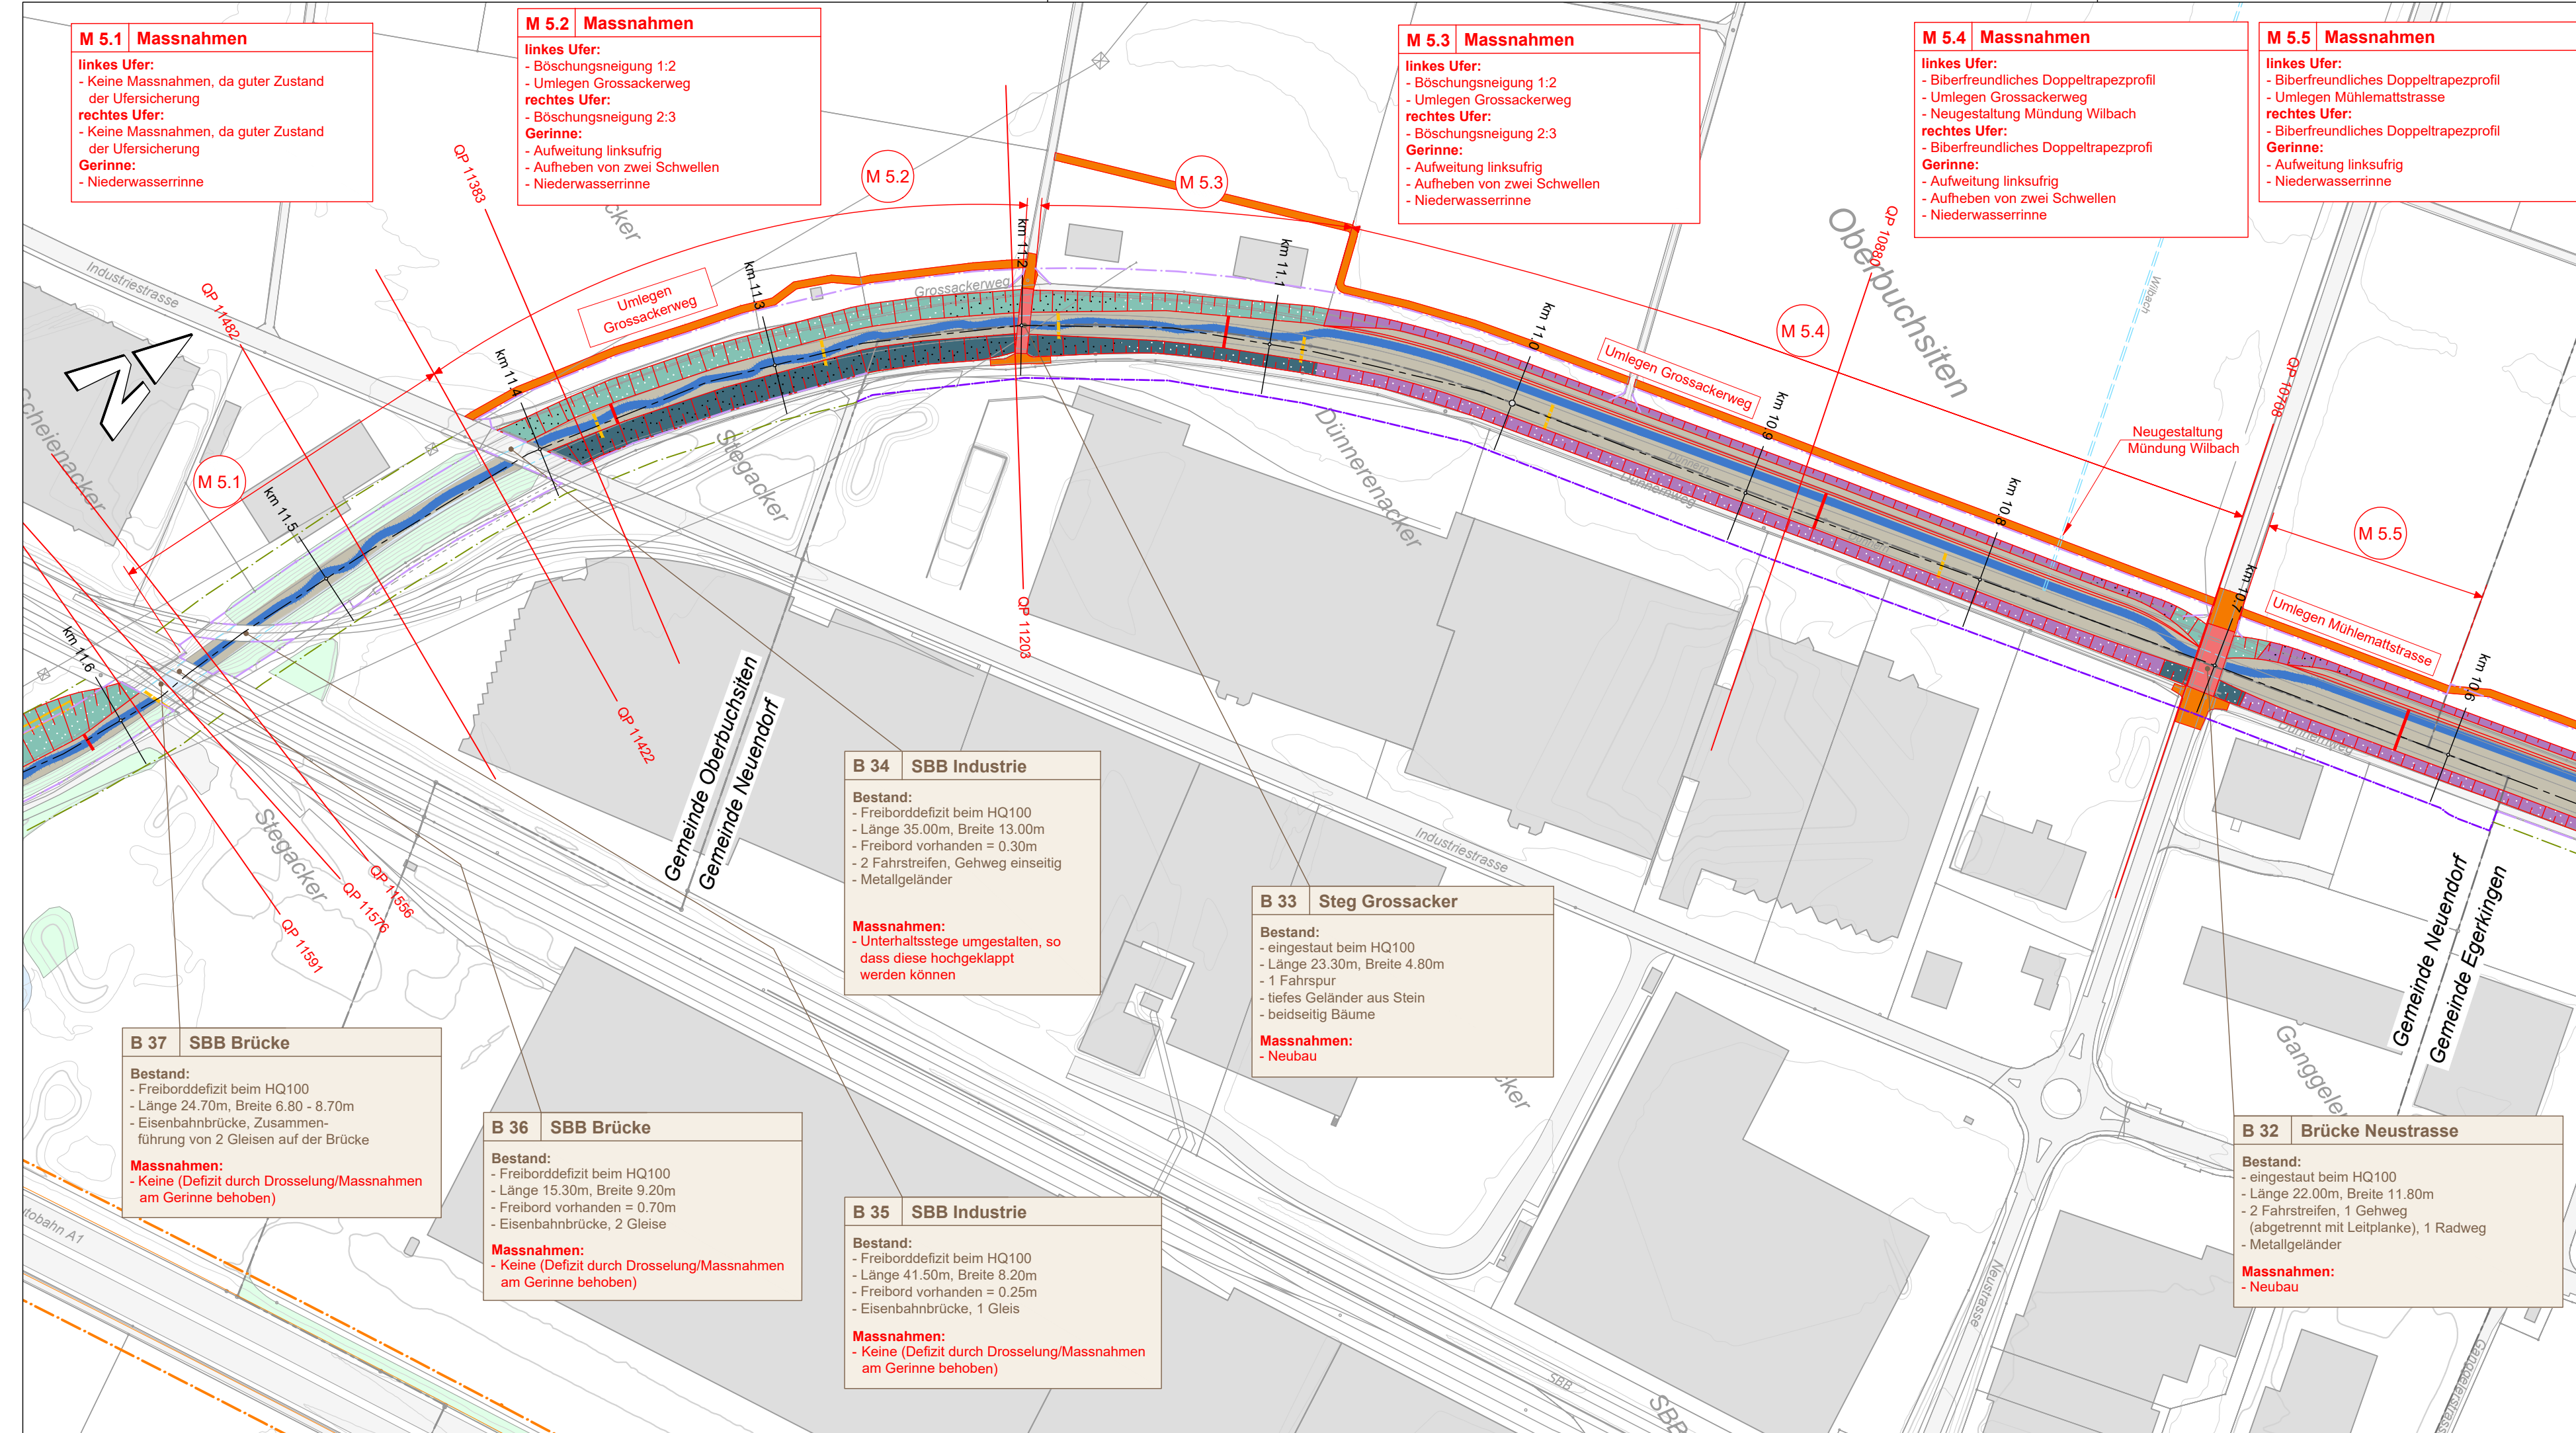 M 5.1 Massnahmen
linkes Ufer:
- Keine Massnahmen, da guter Zustand
der Ufersicherung
rechtes Ufer:
- Keine Massnahmen, da guter Zustand
der Ufersicherung
Gerinne:
- Niederwasserrinne
M 5.2 Massnahmen
linkes Ufer:
- Böschungsneigung 1:2
- Umlegen Grossackerweg
rechtes Ufer:
- Böschungsneigung 2:3
Gerinne:
- Aufweitung linksufrig
- Aufheben von zwei Schwellen
- Niederwasserrinne
M 5.3 Massnahmen
linkes Ufer:
- Böschungsneigung 1:2
- Umlegen Grossackerweg
rechtes Ufer:
- Böschungsneigung 2:3
Gerinne:
- Aufweitung linksufrig
- Aufheben von zwei Schwellen
- Niederwasserrinne
M 5.4 Massnahmen
linkes Ufer:
- Biberfreundliches Doppeltrapezprofil
- Umlegen Grossackerweg
- Neugestaltung Mündung Wilbach
rechtes Ufer:
- Biberfreundliches Doppeltrapezprofi
Gerinne:
- Aufweitung linksufrig
- Aufheben von zwei Schwellen
- Niederwasserrinne
M 5.5 Massnahmen
linkes Ufer:
- Biberfreundliches Doppeltrapezprofil
- Umlegen Mühlemattstrasse
rechtes Ufer:
- Biberfreundliches Doppeltrapezprofil
Gerinne:
- Aufweitung linksufrig
- Niederwasserrinne
QP 11383
M 5.2
M 5.3
cker
km 11.2
km 11.1
QP 10880
Oberbuchsiten
Wilbach
Industriestrasse
QP 11482
Umlegen
Grossackerweg
km 11.3
Grossackerweg
km 11.0
M 5.4
Umlegen Grossackerweg
QP 10708
N
cheienacker
km 11.4
Stegacker
Dünnerenacker
km 10.9
Dünnern
Dünnernweg
Neugestaltung
Mündung Wilbach
M 5.1
km 11.5
km 10.8
Dünnern
M 5.5
km 11.6
QP 11203
km 10.7
Umlegen Mühlemattstrasse
km 10.6
Dünnernweg
QP 11422
Gemeinde Oberbuchsiten
Gemeinde Neuendorf
Stegacker
QP 11556
QP 11576
QP 11591
Industriestrasse
Gemeinde Neuendorf
Gemeinde Egerkingen
B 34 SBB Industrie
Bestand:
- Freiborddefizit beim HQ100
- Länge 35.00m, Breite 13.00m
- Freibord vorhanden = 0.30m
- 2 Fahrstreifen, Gehweg einseitig
- Metallgeländer
Massnahmen:
- Unterhaltsstege umgestalten, so
dass diese hochgeklappt
werden können
B 33 Steg Grossacker
Bestand:
- eingestaut beim HQ100
- Länge 23.30m, Breite 4.80m
- 1 Fahrspur
- tiefes Geländer aus Stein
- beidseitig Bäume
Massnahmen:
- Neubau
cker
Ganggeler
B 37 SBB Brücke
Bestand:
- Freiborddefizit beim HQ100
- Länge 24.70m, Breite 6.80 - 8.70m
- Eisenbahnbrücke, Zusammen-
führung von 2 Gleisen auf der Brücke
Massnahmen:
- Keine (Defizit durch Drosselung/Massnahmen
am Gerinne behoben)
B 36 SBB Brücke
Bestand:
- Freiborddefizit beim HQ100
- Länge 15.30m, Breite 9.20m
- Freibord vorhanden = 0.70m
- Eisenbahnbrücke, 2 Gleise
Massnahmen:
- Keine (Defizit durch Drosselung/Massnahmen
am Gerinne behoben)
B 35 SBB Industrie
Bestand:
- Freiborddefizit beim HQ100
- Länge 41.50m, Breite 8.20m
- Freibord vorhanden = 0.25m
- Eisenbahnbrücke, 1 Gleis
Massnahmen:
- Keine (Defizit durch Drosselung/Massnahmen
am Gerinne behoben)
B 32 Brücke Neustrasse
Bestand:
- eingestaut beim HQ100
- Länge 22.00m, Breite 11.80m
- 2 Fahrstreifen, 1 Gehweg
(abgetrennt mit Leitplanke), 1 Radweg
- Metallgeländer
Massnahmen:
- Neubau
tobahn A1
Neustrasse
SBB
SBB
Ganggelerstrass